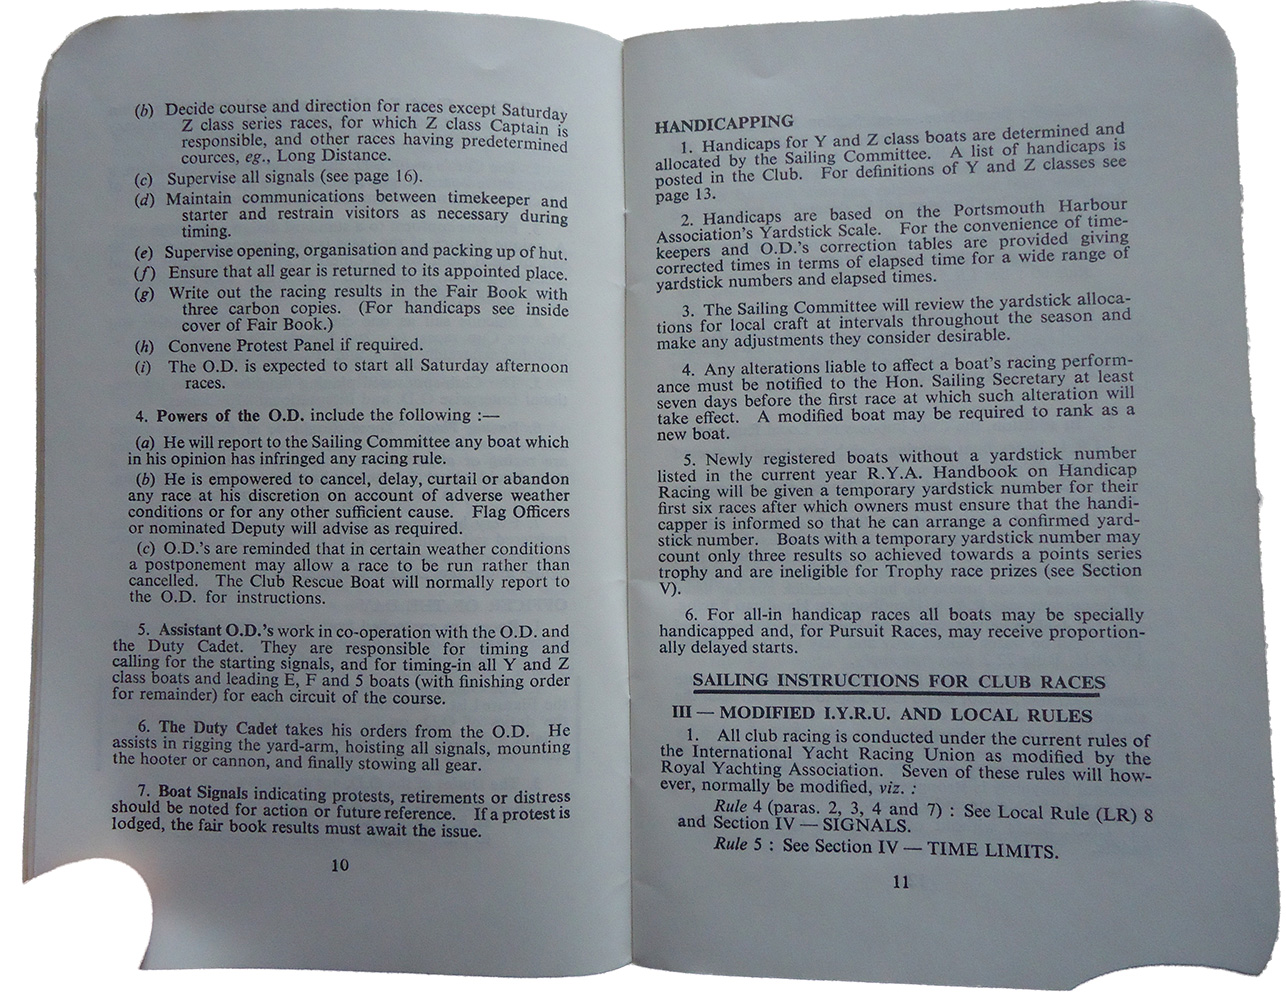 (b) Decide course and direction for races except Saturday
Z class series races, for which Z class Captain is
responsible, and other races having predetermined
cources, eg., Long Distance.
(c) Supervise all signals (see page 16).
(d) Maintain communications between timekeeper and
starter and restrain visitors as necessary during
timing.
(e) Supervise opening, organisation and packing up of hut.
(f) Ensure that all gear is returned to its appointed place.
(g) Write out the racing results in the Fair Book with
three carbon copies. (For handicaps see inside
cover of Fair Book.)
(h) Convene Protest Panel if required.
(i) The O.D. is expected to start all Saturday afternoon
races.
4. Powers of the O.D. include the following :—
(a) He will report to the Sailing Committee any boat which
in his opinion has infringed any racing rule.
(b) He is empowered to cancel, delay, curtail or abandon
any race at his discretion on account of adverse weather
conditions or for any other sufficient cause. Flag Officers
or nominated Deputy will advise as required.
(c) O.D.'s are reminded that in certain weather conditions
a postponement may allow a race to be run rather than
cancelled. The Club Rescue Boat will normally report to
the O.D. for instructions.
5. Assistant O.D.'s work in co-operation with the O.D. and
the Duty Cadet. They are responsible for timing and
calling for the starting signals, and for timing-in all Y and Z
class boats and leading E, F and 5 boats (with finishing order
for remainder) for each circuit of the course.
6. The Duty Cadet takes his orders from the O.D. He
assists in rigging the yard-arm, hoisting all signals, mounting
the hooter or cannon, and finally stowing all gear.
7. Boat Signals indicating protests, retirements or distress
should be noted for action or future reference. If a protest is
lodged, the fair book results must await the issue.
10
HANDICAPPING
1. Handicaps for Y and Z class boats are determined and
allocated by the Sailing Committee. A list of handicaps is
posted in the Club. For definitions of Y and Z classes see
page 13.
2. Handicaps are based on the Portsmouth Harbour
Association's Yardstick Scale. For the convenience of time-
keepers and O.D.'s correction tables are provided giving
corrected times in terms of elapsed time for a wide range of
yardstick numbers and elapsed times.
3. The Sailing Committee will review the yardstick alloca-
tions for local craft at intervals throughout the season and
make any adjustments they consider desirable.
4. Any alterations liable to affect a boat's racing perform-
ance must be notified to the Hon. Sailing Secretary at least
seven days before the first race at which such alteration will
take effect. A modified boat may be required to rank as a
new boat.
5. Newly registered boats without a yardstick number
listed in the current year R.Y.A. Handbook on Handicap
Racing will be given a temporary yardstick number for their
first six races after which owners must ensure that the handi-
capper is informed so that he can arrange a confirmed yard-
stick number. Boats with a temporary yardstick number may
count only three results so achieved towards a points series
trophy and are ineligible for Trophy race prizes (see Section
V).
6. For all-in handicap races all boats may be specially
handicapped and, for Pursuit Races, may receive proportion-
ally delayed starts.
SAILING INSTRUCTIONS FOR CLUB RACES
III — MODIFIED I.Y.R.U. AND LOCAL RULES
1. All club racing is conducted under the current rules of
the International Yacht Racing Union as modified by the
Royal Yachting Association. Seven of these rules will how-
ever, normally be modified, viz. :
Rule 4 (paras. 2, 3, 4 and 7) : See Local Rule (LR) 8
and Section IV — SIGNALS.
Rule 5 : See Section IV — TIME LIMITS.
11